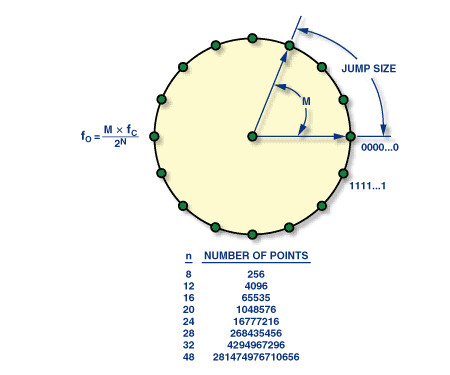 JUMP SIZE
M
fO = M × fC / 2N
0000...0
1111...1
n NUMBER OF POINTS
8 256
12 4096
16 65535
20 1048576
24 16777216
28 268435456
32 4294967296
48 281474976710656